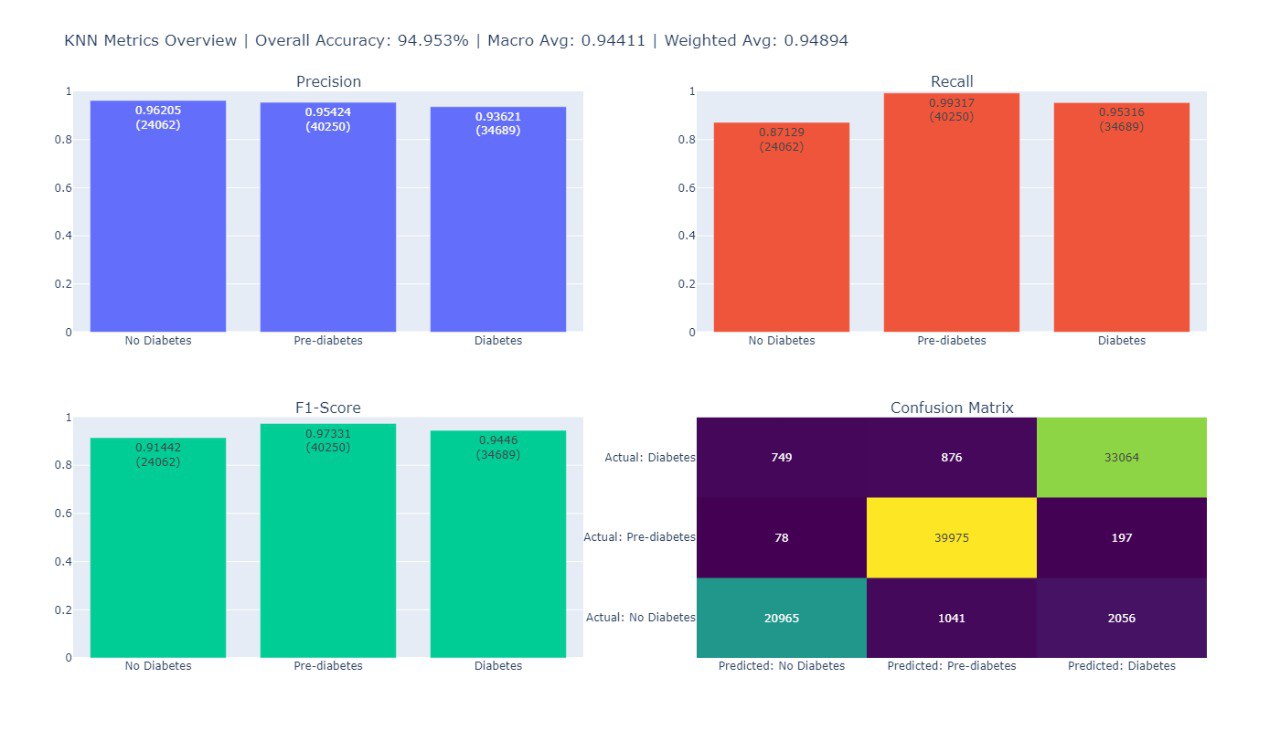 KNN Metrics Overview | Overall Accuracy: 94.953% | Macro Avg: 0.94411 | Weighted Avg: 0.94894
Precision
1
0.8
0.6
0.4
0.2
0
0.96205
(24062)
0.95424
(40250)
0.93621
(34689)
No Diabetes
Pre-diabetes
Diabetes
Recall
1
0.8
0.6
0.4
0.2
0
0.87129
(24062)
0.99317
(40250)
0.95316
(34689)
No Diabetes
Pre-diabetes
Diabetes
F1-Score
1
0.8
0.6
0.4
0.2
0
0.91442
(24062)
0.97331
(40250)
0.9446
(34689)
No Diabetes
Pre-diabetes
Diabetes
Confusion Matrix
Actual: Diabetes 749 876 33064
Actual: Pre-diabetes 78 39975 197
Actual: No Diabetes 20965 1041 2056
Predicted: No Diabetes Predicted: Pre-diabetes Predicted: Diabetes